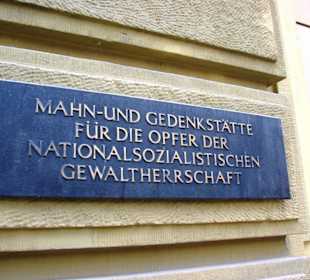 MAHN-UND GEDENKSTÄTTE
FÜR DIE OPFER DER
NATIONALSOZIALISTISCHEN
GEWALTHERRSCHAFT